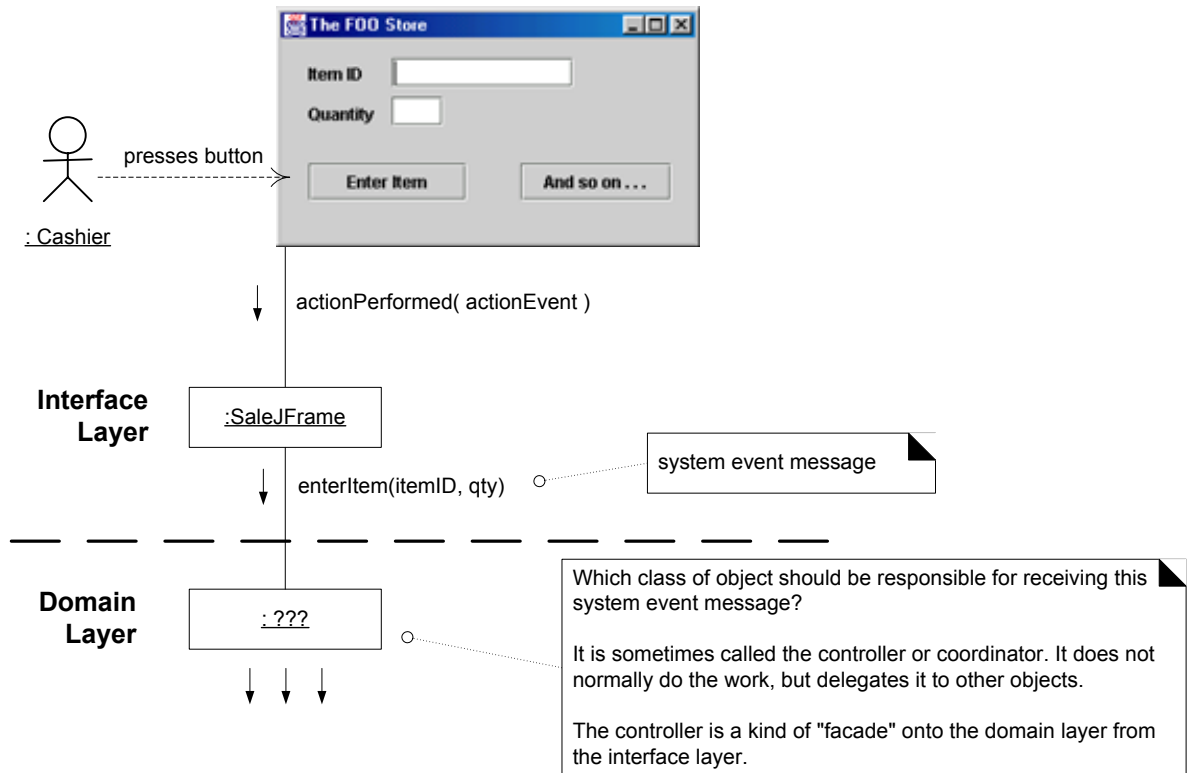 The FOO Store
Item ID
Quantity
presses button
Enter Item
And so on . . .
: Cashier
actionPerformed( actionEvent )
Interface
Layer
:SaleJFrame
system event message
enterItem(itemID, qty)
Domain
Layer
: ???
Which class of object should be responsible for receiving this
system event message?
It is sometimes called the controller or coordinator. It does not
normally do the work, but delegates it to other objects.
The controller is a kind of "facade" onto the domain layer from
the interface layer.